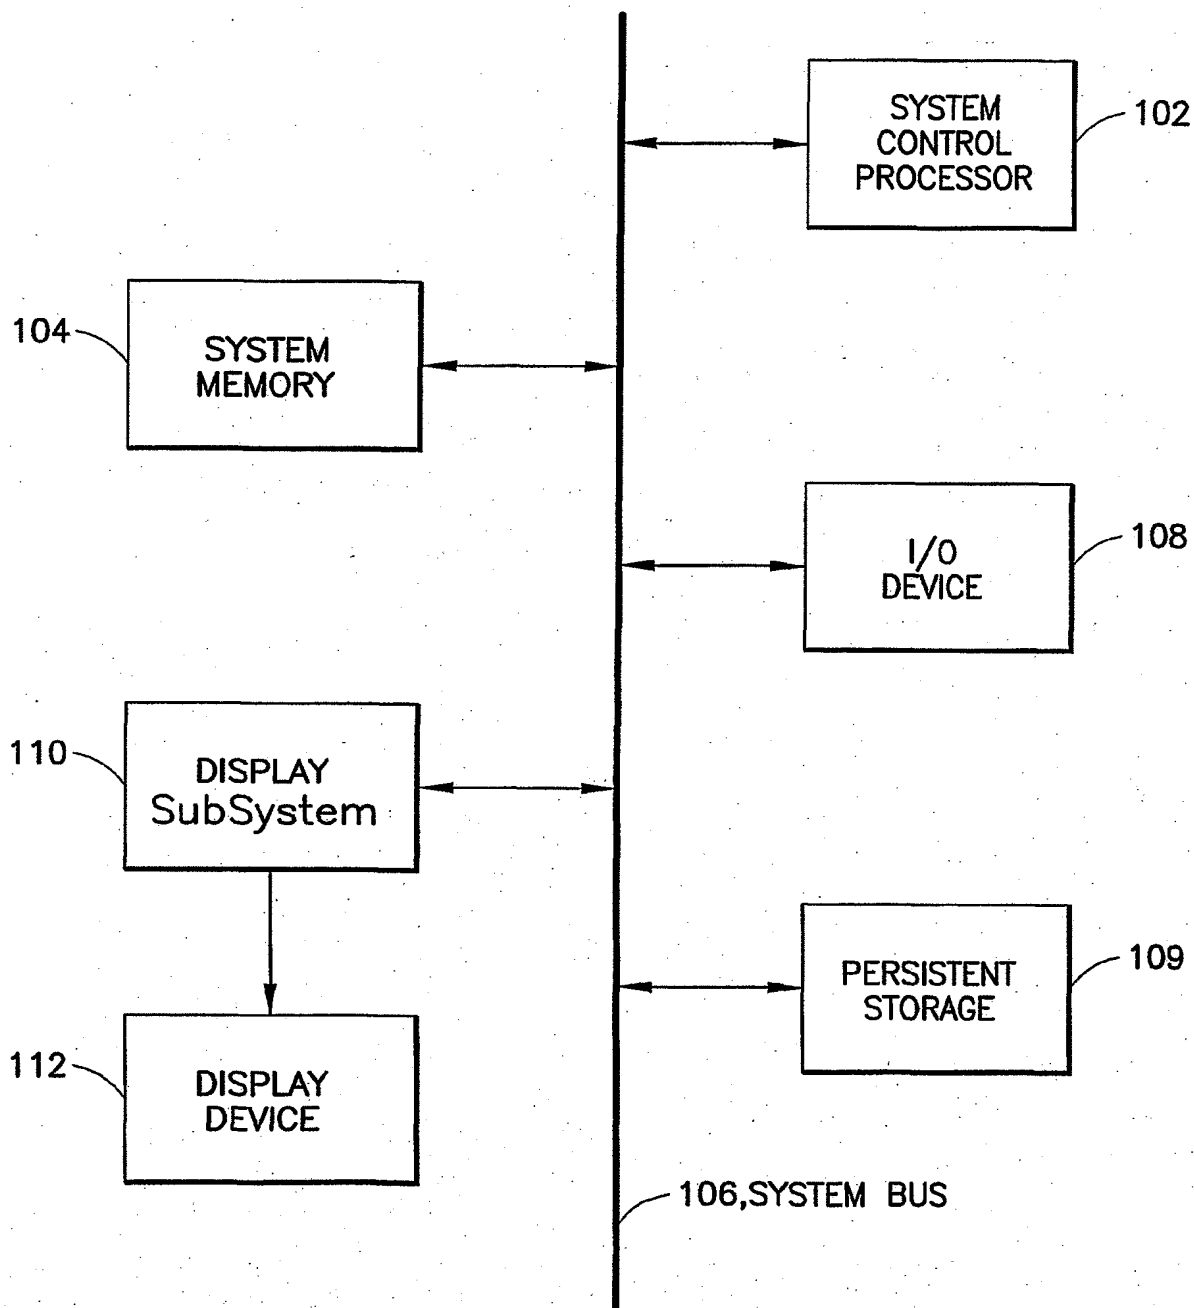 SYSTEM
CONTROL
PROCESSOR
102
104
SYSTEM
MEMORY
I/O
DEVICE
108
110
DISPLAY
SubSystem
PERSISTENT
STORAGE
109
112
DISPLAY
DEVICE
106,SYSTEM BUS